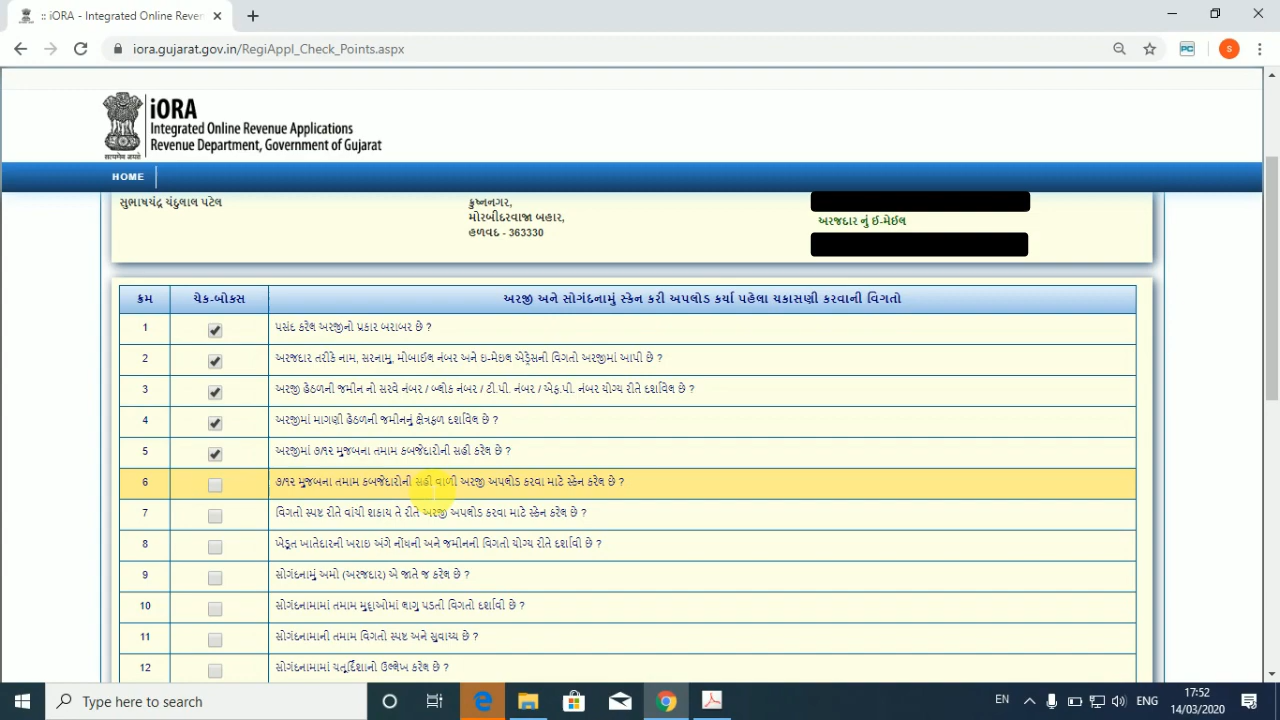 :: iORA - Integrated Online Rever
iora.gujarat.gov.in/RegiAppl_Check_Points.aspx
PC
S
सत्यमेव जयते
iORA
Integrated Online Revenue Applications
Revenue Department, Government of Gujarat
HOME
સુભાષચંદ્ર ચંદુલાલ પટેલ
કૃષ્નનગર,
મોરબીદરવાજા બહાર,
હળવદ - 363330
અરજદાર નું ઈ-મેઈલ
ક્રમ ચેક-બોકસ અરજી અને સોગંદનામું સ્કેન કરી અપલોડ કર્યા પહેલા ચકાસણી કરવાની વિગતો
1 પસંદ કરેલ અરજીનો પ્રકાર બરાબર છે ?
2 અરજદાર તરીકે નામ, સરનામુ, મોબાઈલ નંબર અને ઇ-મેઇલ એડ્રેસની વિગતો અરજીમાં આપી છે ?
3 અરજી હેઠળની જમીન નો સરવે નંબર / બ્લોક નંબર / ટી.પી. નંબર / એફ.પી. નંબર યોગ્ય રીતે દર્શાવેલ છે ?
4 અરજીમાં માગણી હેઠળની જમીનનું ક્ષેત્રફળ દર્શાવેલ છે ?
5 અરજીમાં ૭/૧૨ મુજબના તમામ કબજેદારોની સહી કરેલ છે ?
6 ૭/૧૨ મુજબના તમામ કબજેદારોની સહી વાળી અરજી અપલોડ કરવા માટે સ્કેન કરેલ છે ?
7 વિગતો સ્પષ્ટ રીતે વાંચી શકાય તે રીતે અરજી અપલોડ કરવા માટે સ્કેન કરેલ છે ?
8 ખેડૂત ખાતેદારની ખરાઇ અંગે નોંધની અને જમીનની વિગતો યોગ્ય રીતે દર્શાવી છે ?
9 સોગંદનામું અમો (અરજદાર) એ જાતે જ કરેલ છે ?
10 સોગંદનામામાં તમામ મુદ્દાઓમાં લાગુ પડતી વિગતો દર્શાવી છે ?
11 સોગંદનામાની તમામ વિગતો સ્પષ્ટ અને સુવાચ્ય છે ?
12 સોગંદનામામાં ચતુર્દિશાનો ઉલ્લેખ કરેલ છે ?
Type here to search
EN
ENG
17:52
14/03/2020